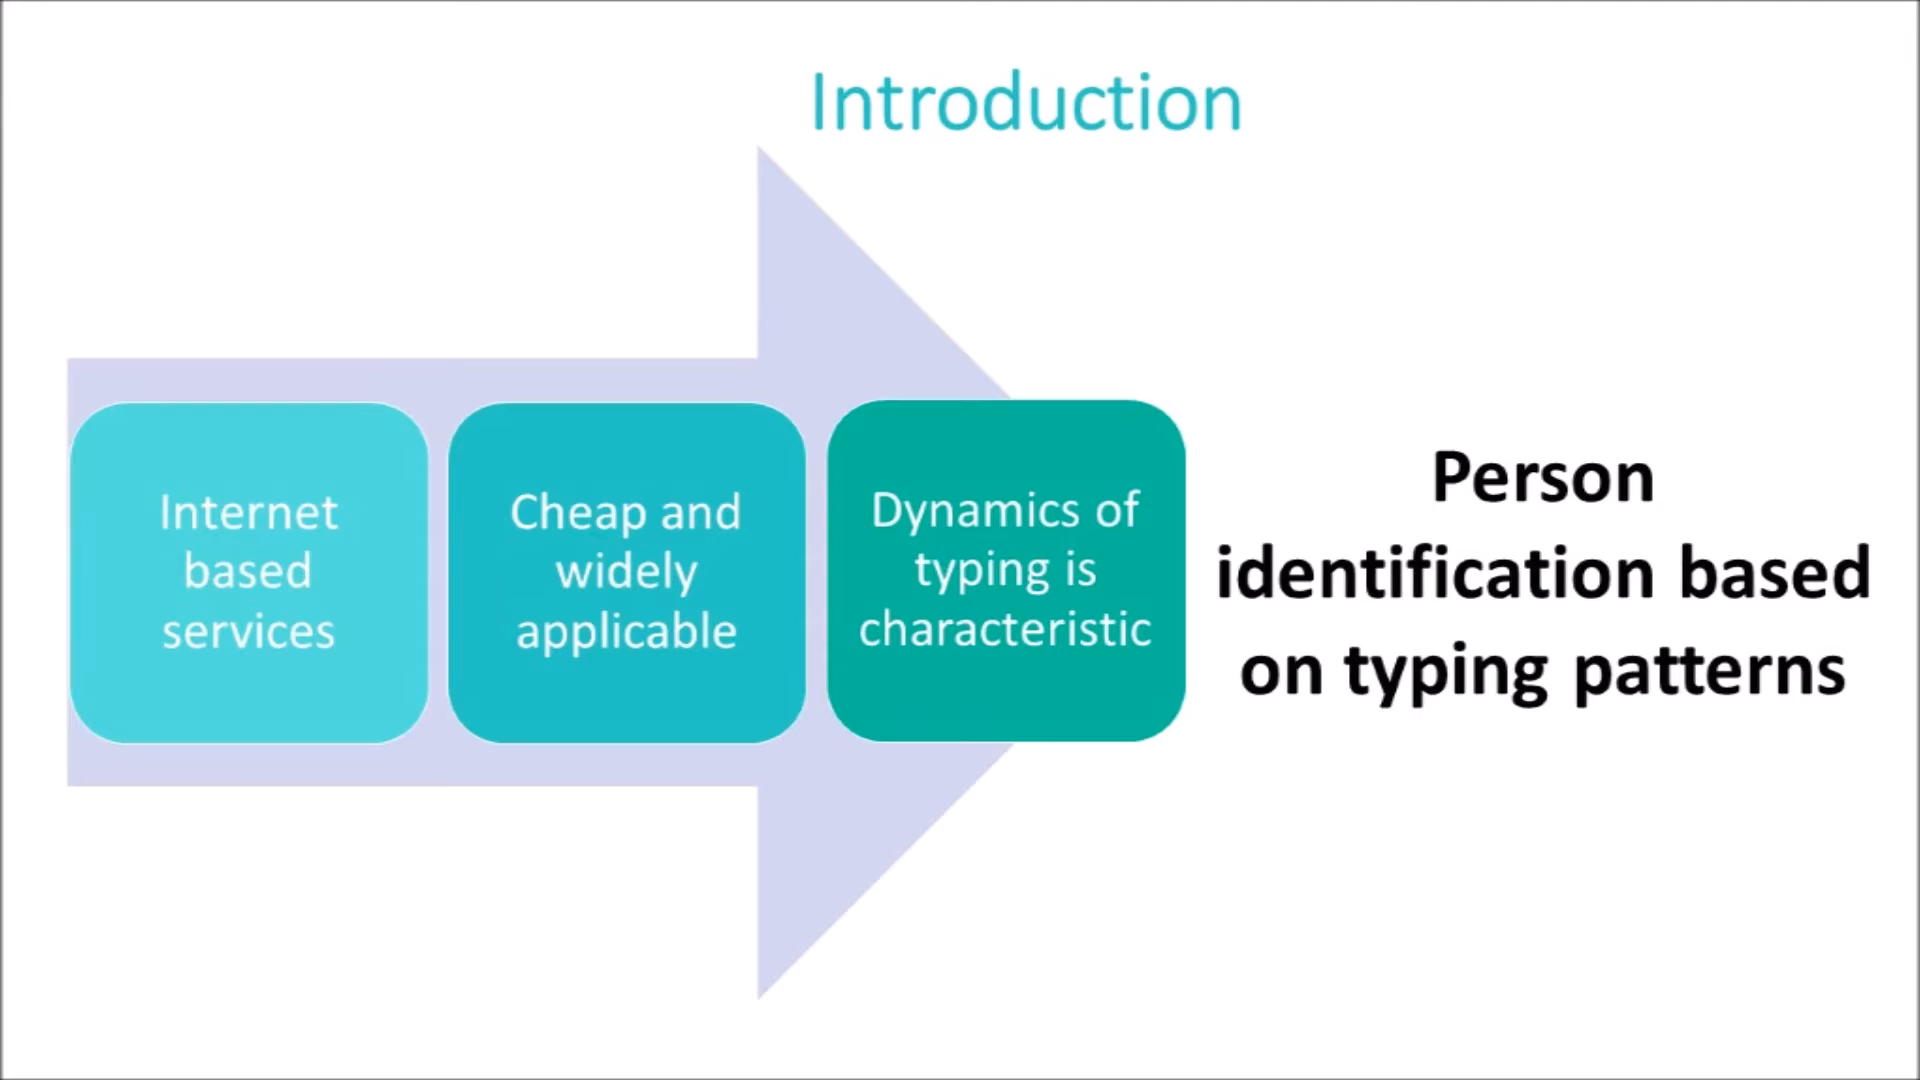 Introduction
Internet
based
services
Cheap and
widely
applicable
Dynamics of
typing is
characteristic
Person
identification based
on typing patterns